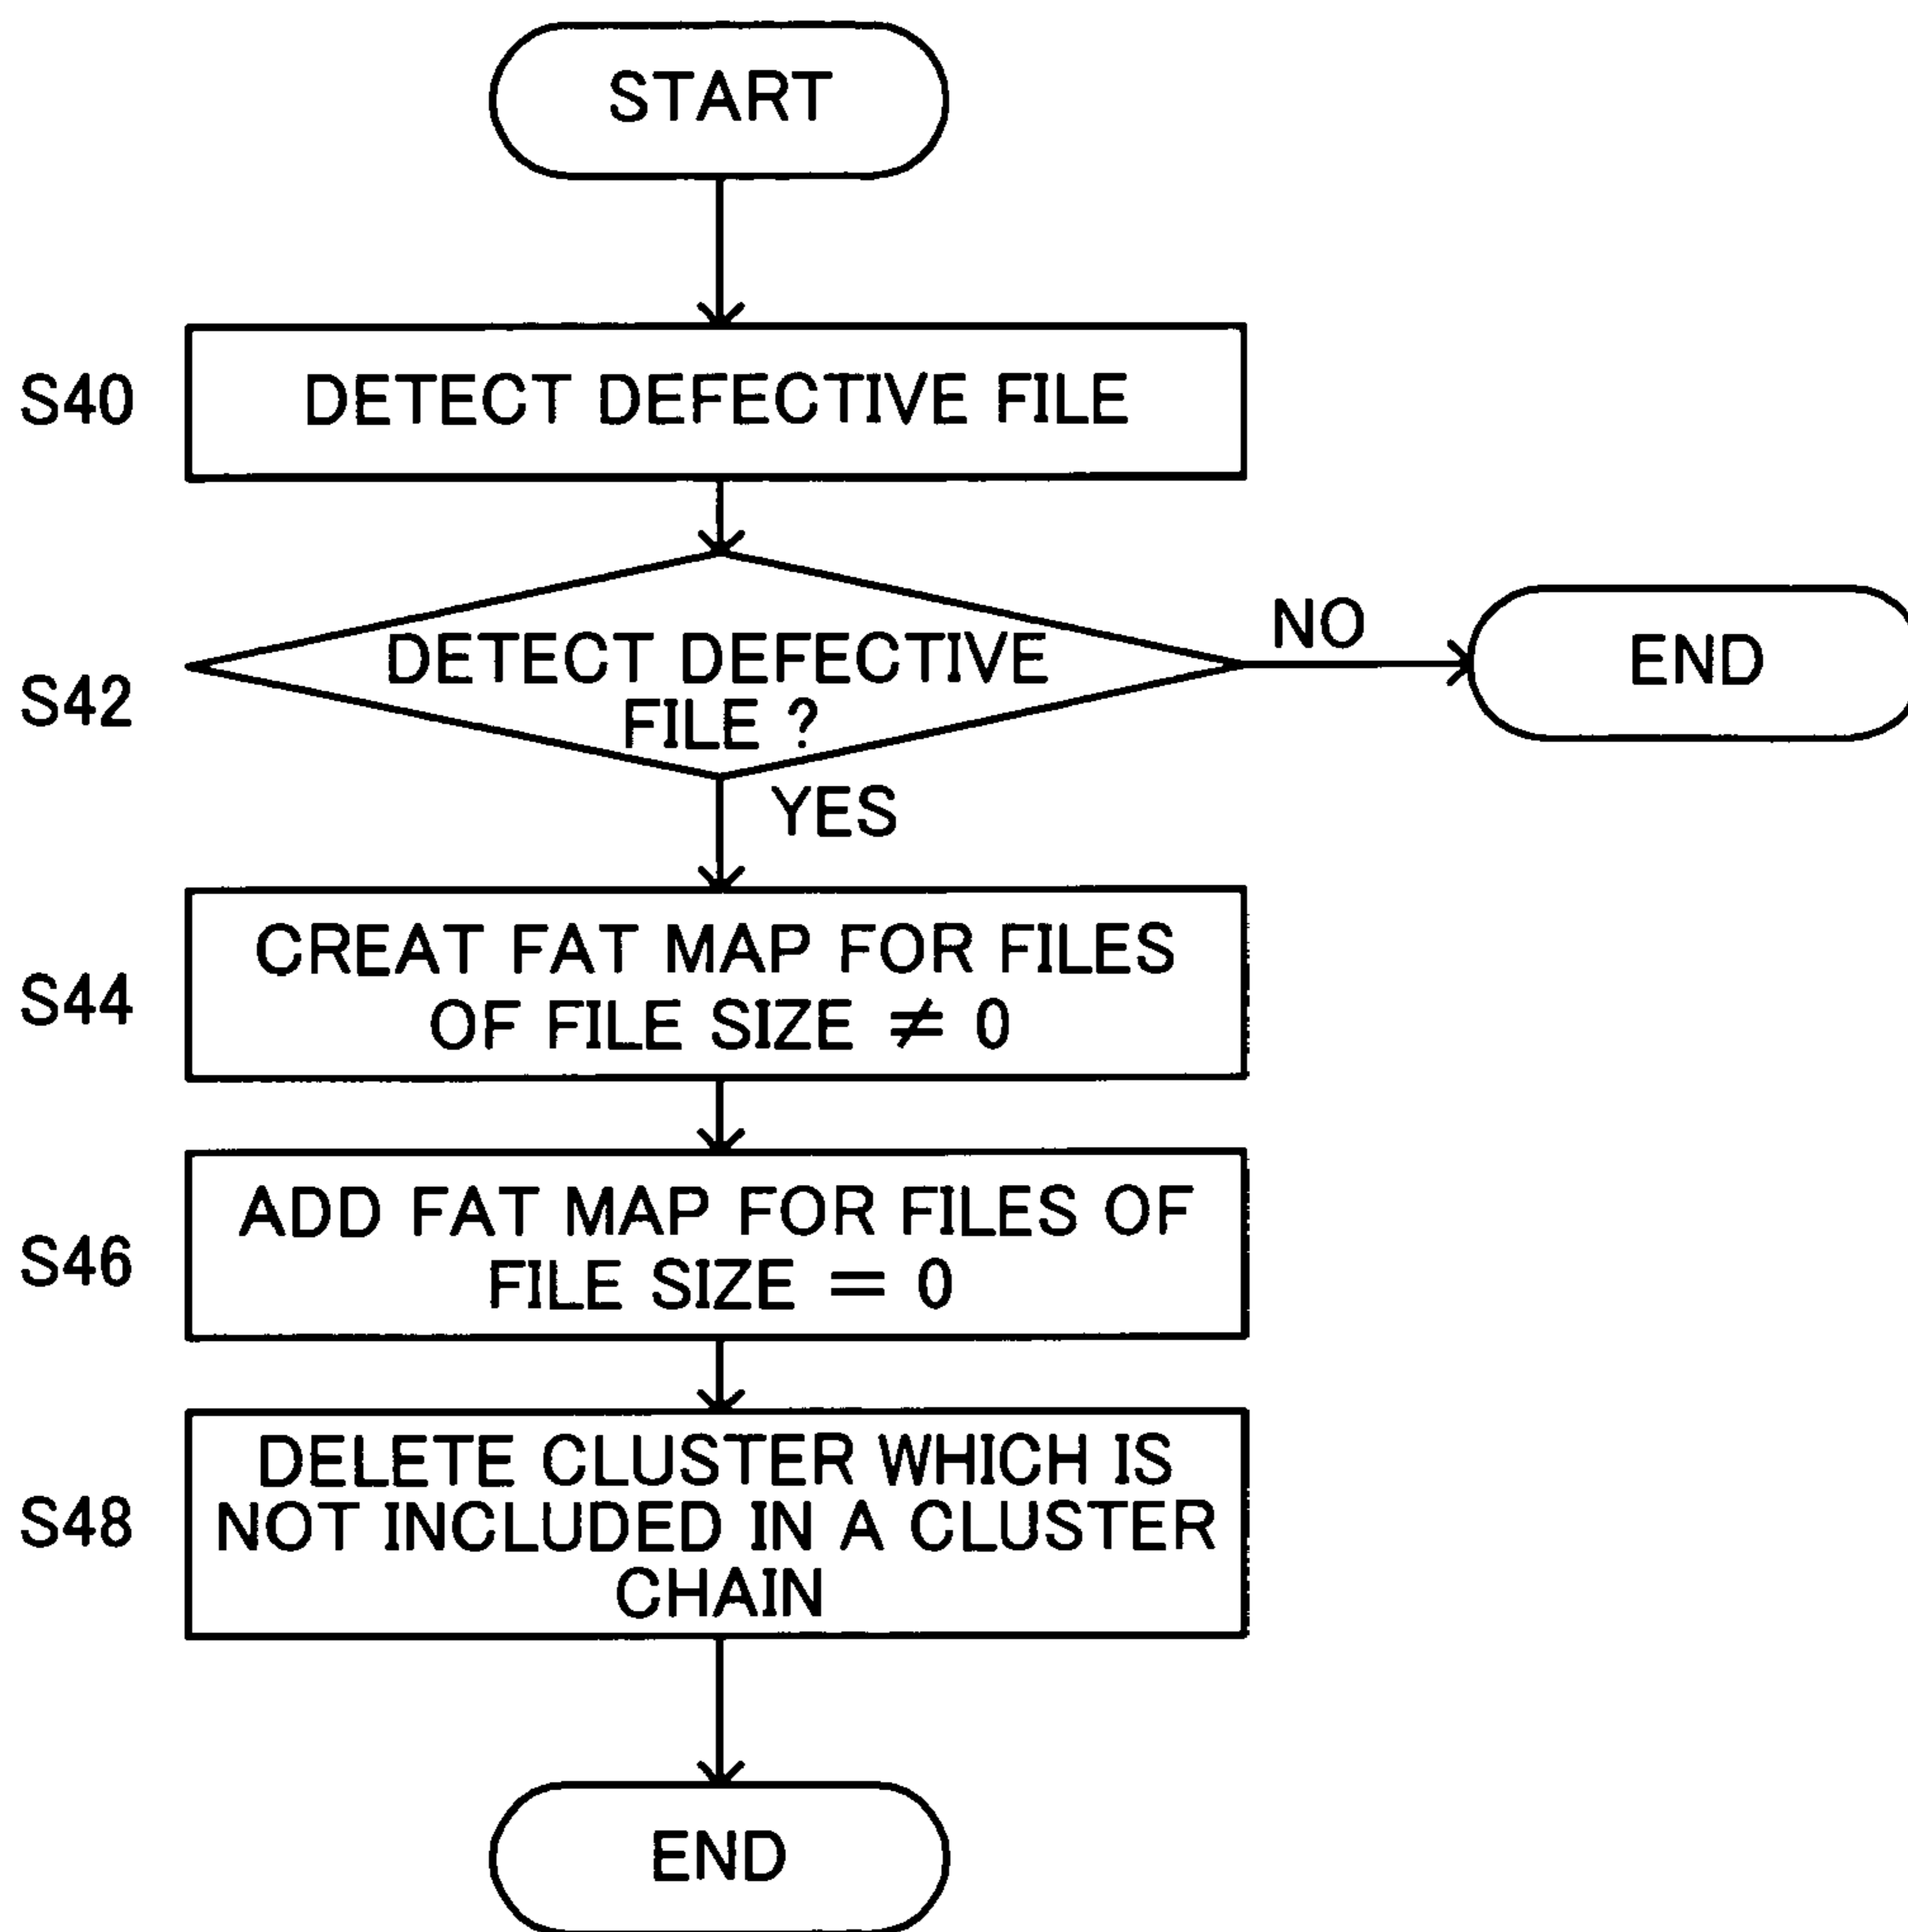 START
S40
DETECT DEFECTIVE FILE
S42
DETECT DEFECTIVE
FILE ?
NO
END
YES
S44
CREAT FAT MAP FOR FILES
OF FILE SIZE ≠ 0
S46
ADD FAT MAP FOR FILES OF
FILE SIZE = 0
S48
DELETE CLUSTER WHICH IS
NOT INCLUDED IN A CLUSTER
CHAIN
END